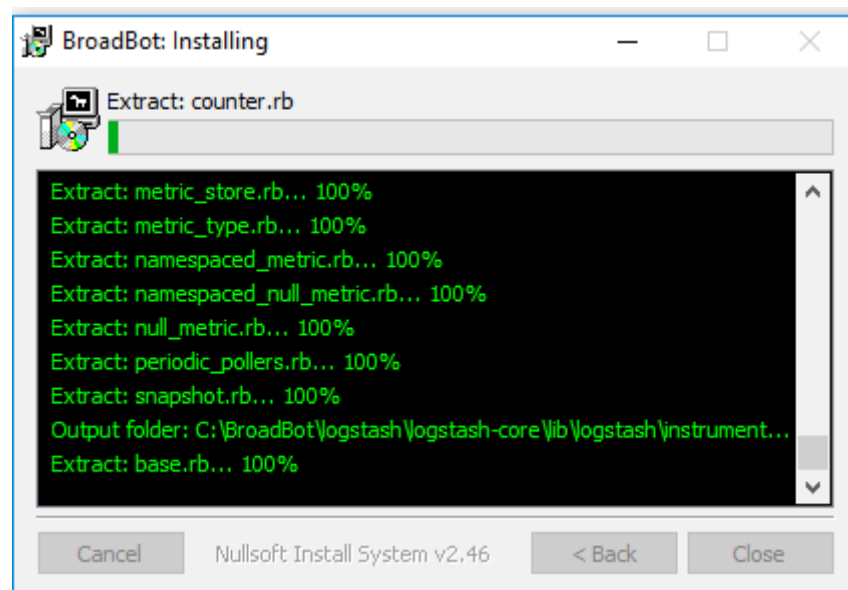 BroadBot: Installing
Extract: counter.rb
Extract: metric_store.rb... 100%
Extract: metric_type.rb... 100%
Extract: namespaced_metric.rb... 100%
Extract: namespaced_null_metric.rb... 100%
Extract: null_metric.rb... 100%
Extract: periodic_pollers.rb... 100%
Extract: snapshot.rb... 100%
Output folder: C:\BroadBot\logstash\logstash-core\lib\logstash\instrument...
Extract: base.rb... 100%
Cancel Nullsoft Install System v2.46 < Back Close